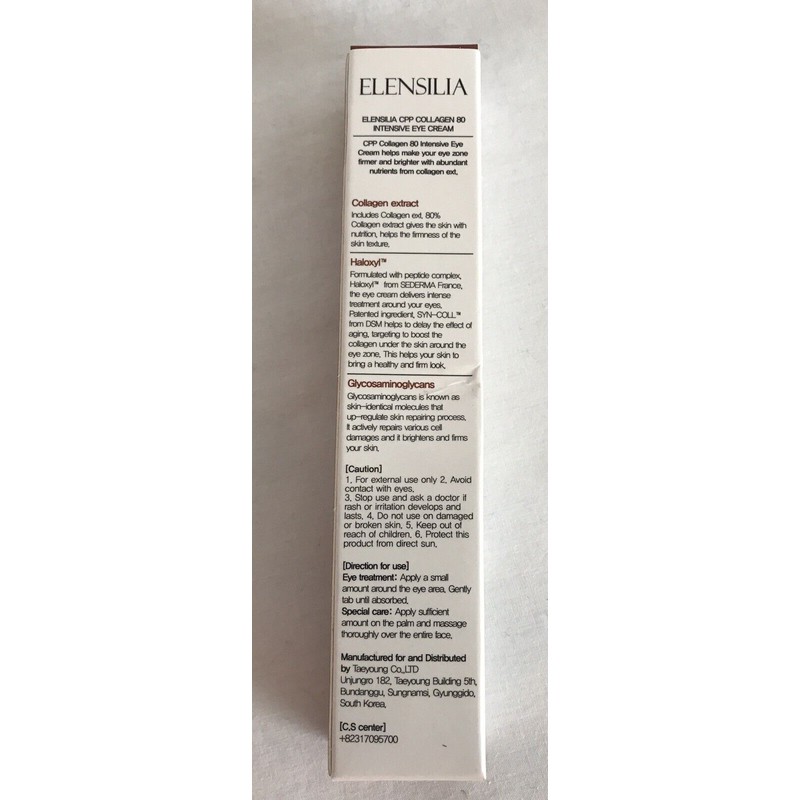 ELENSILIA
ELENSILIA CPP COLLAGEN 80
INTENSIVE EYE CREAM
CPP Collagen 80 Intensive Eye
Cream helps make your eye zone
firmer and brighter with abundant
nutrients from collagen ext.
Collagen extract
Includes Collagen ext. 80%
Collagen extract gives the skin with
nutrition, helps the firmness of the
skin texture.
Haloxyl™
Formulated with peptide complex,
Haloxyl™ from SEDERMA France,
the eye cream delivers intense
treatment around your eyes.
Patented ingredient, SYN-COLL™
from DSM helps to delay the effect of
aging, targeting to boost the
collagen under the skin around the
eye zone. This helps your skin to
bring a healthy and firm look.
Glycosaminoglycans
Glycosaminoglycans is known as
skin-identical molecules that
up-regulate skin repairing process.
It actively repairs various cell
damages and it brightens and firms
your skin.
[Caution]
1. For external use only 2. Avoid
contact with eyes.
3. Stop use and ask a doctor if
rash or irritation develops and
lasts. 4. Do not use on damaged
or broken skin. 5. Keep out of
reach of children. 6. Protect this
product from direct sun.
[Direction for use]
Eye treatment: Apply a small
amount around the eye area. Gently
tab until absorbed.
Special care: Apply sufficient
amount on the palm and massage
thoroughly over the entire face.
Manufactured for and Distributed
by Taeyoung Co.,LTD
Unjungro 182, Taeyoung Building 5th,
Bundanggu, Sungnamsi, Gyunggido,
South Korea.
[C.S center]
+82317095700